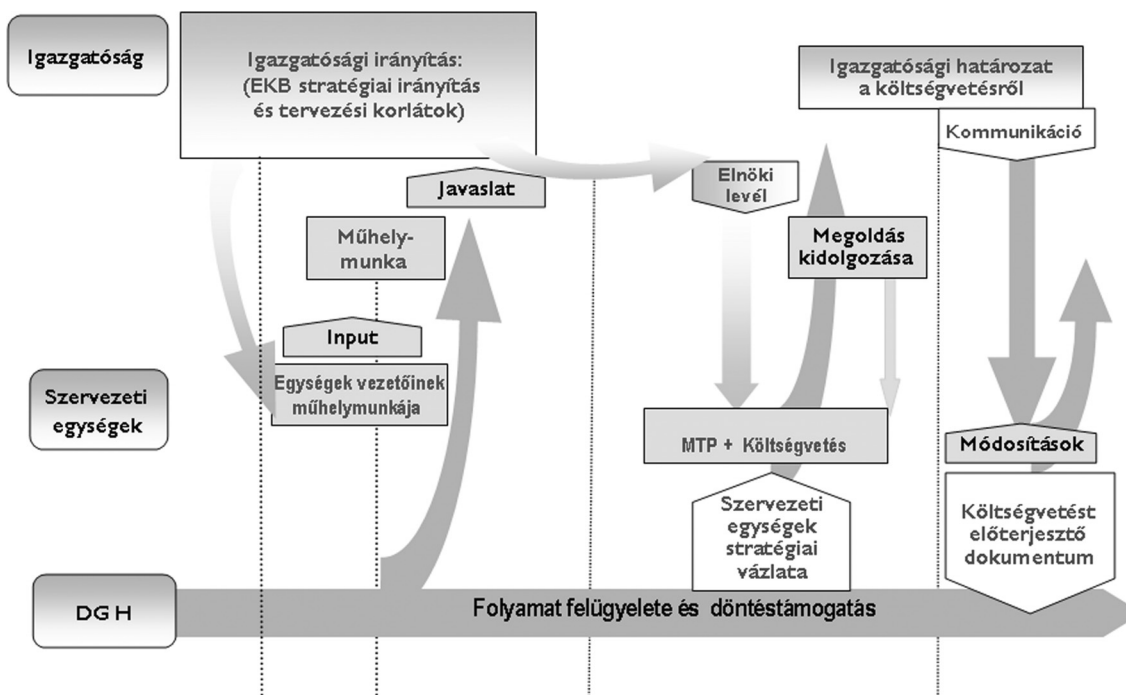 Igazgatóság
Igazgatósági irányítás:
(EKB stratégiai irányítás
és tervezési korlátok)
Igazgatósági határozat
a költségvetésről
Kommunikáció
Javaslat
Elnöki
levél
Műhely-
munka
Megoldás
kidolgozása
Input
Szervezeti
egységek
Egységek vezetőinek
műhelymunkája
MTP + Költségvetés
Módosítások
Szervezeti
egységek
stratégiai
vázlata
Költségvetést
előterjesztő
dokumentum
DG H
Folyamat felügyelete és döntéstámogatás